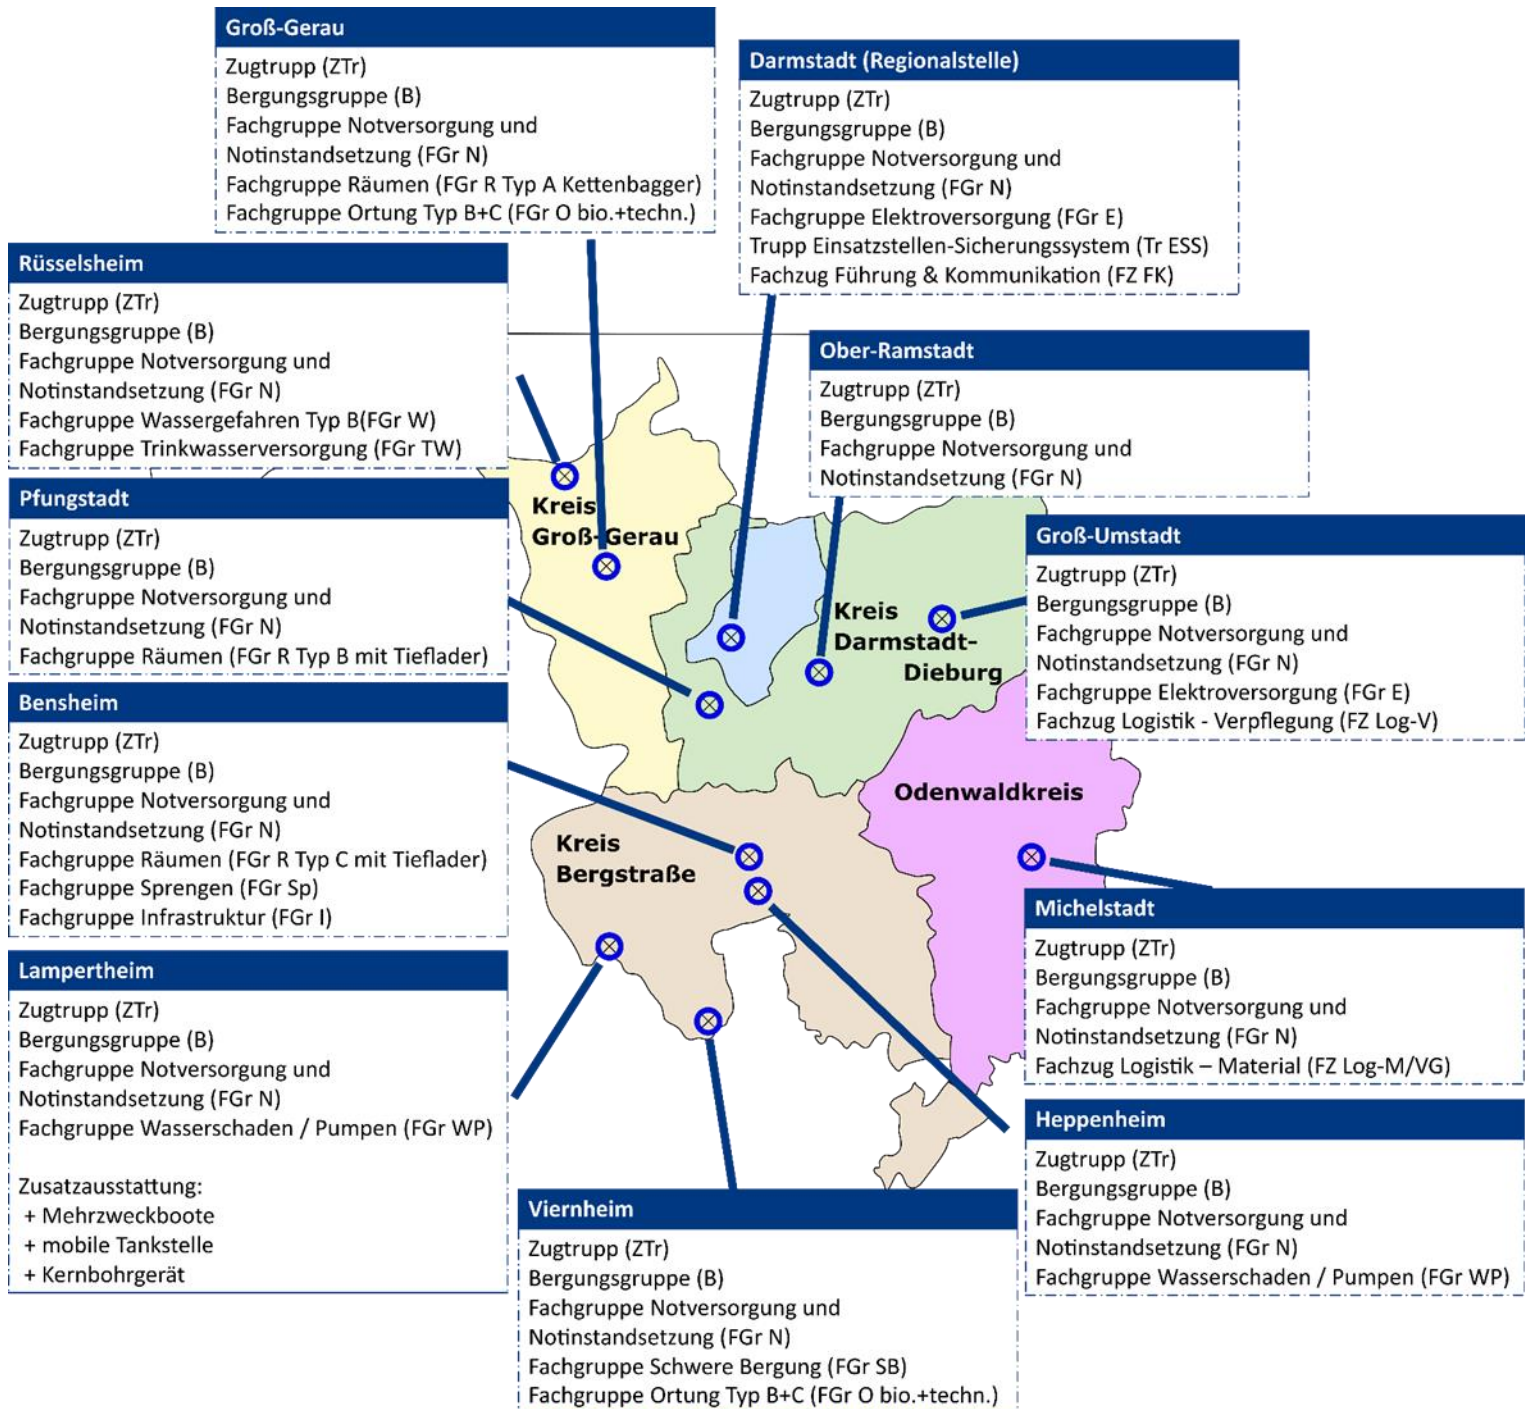 Groß-Gerau
Zugtrupp (ZTr)
Bergungsgruppe (B)
Fachgruppe Notversorgung und
Notinstandsetzung (FGr N)
Fachgruppe Räumen (FGr R Typ A Kettenbagger)
Fachgruppe Ortung Typ B+C (FGr O bio.+techn.)
Darmstadt (Regionalstelle)
Zugtrupp (ZTr)
Bergungsgruppe (B)
Fachgruppe Notversorgung und
Notinstandsetzung (FGr N)
Fachgruppe Elektroversorgung (FGr E)
Trupp Einsatzstellen-Sicherungssystem (Tr ESS)
Fachzug Führung & Kommunikation (FZ FK)
Rüsselsheim
Zugtrupp (ZTr)
Bergungsgruppe (B)
Fachgruppe Notversorgung und
Notinstandsetzung (FGr N)
Fachgruppe Wassergefahren Typ B(FGr W)
Fachgruppe Trinkwasserversorgung (FGr TW)
Ober-Ramstadt
Zugtrupp (ZTr)
Bergungsgruppe (B)
Fachgruppe Notversorgung und
Notinstandsetzung (FGr N)
Pfungstadt
Zugtrupp (ZTr)
Bergungsgruppe (B)
Fachgruppe Notversorgung und
Notinstandsetzung (FGr N)
Fachgruppe Räumen (FGr R Typ B mit Tieflader)
Kreis
Groß-Gerau
Kreis
Darmstadt-
Dieburg
Groß-Umstadt
Zugtrupp (ZTr)
Bergungsgruppe (B)
Fachgruppe Notversorgung und
Notinstandsetzung (FGr N)
Fachgruppe Elektroversorgung (FGr E)
Fachzug Logistik - Verpflegung (FZ Log-V)
Bensheim
Zugtrupp (ZTr)
Bergungsgruppe (B)
Fachgruppe Notversorgung und
Notinstandsetzung (FGr N)
Fachgruppe Räumen (FGr R Typ C mit Tieflader)
Fachgruppe Sprengen (FGr Sp)
Fachgruppe Infrastruktur (FGr I)
Odenwaldkreis
Kreis
Bergstraße
Michelstadt
Zugtrupp (ZTr)
Bergungsgruppe (B)
Fachgruppe Notversorgung und
Notinstandsetzung (FGr N)
Fachzug Logistik – Material (FZ Log-M/VG)
Lampertheim
Zugtrupp (ZTr)
Bergungsgruppe (B)
Fachgruppe Notversorgung und
Notinstandsetzung (FGr N)
Fachgruppe Wasserschaden / Pumpen (FGr WP)
Zusatzausstattung:
+ Mehrzweckboote
+ mobile Tankstelle
+ Kernbohrgerät
Heppenheim
Zugtrupp (ZTr)
Bergungsgruppe (B)
Fachgruppe Notversorgung und
Notinstandsetzung (FGr N)
Fachgruppe Wasserschaden / Pumpen (FGr WP)
Viernheim
Zugtrupp (ZTr)
Bergungsgruppe (B)
Fachgruppe Notversorgung und
Notinstandsetzung (FGr N)
Fachgruppe Schwere Bergung (FGr SB)
Fachgruppe Ortung Typ B+C (FGr O bio.+techn.)